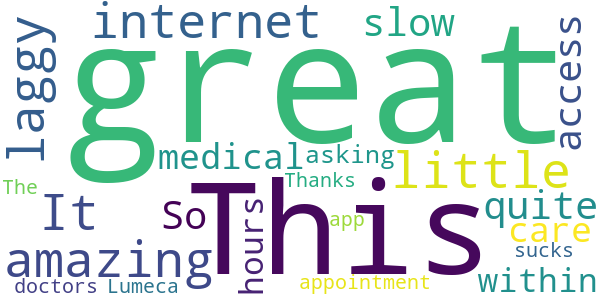 laggy
internet
slow
access
great
medical
asking
little
The
Thanks
It
So
This
hours
app
quite
care
amazing
sucks
within
doctors
Lumeca
appointment